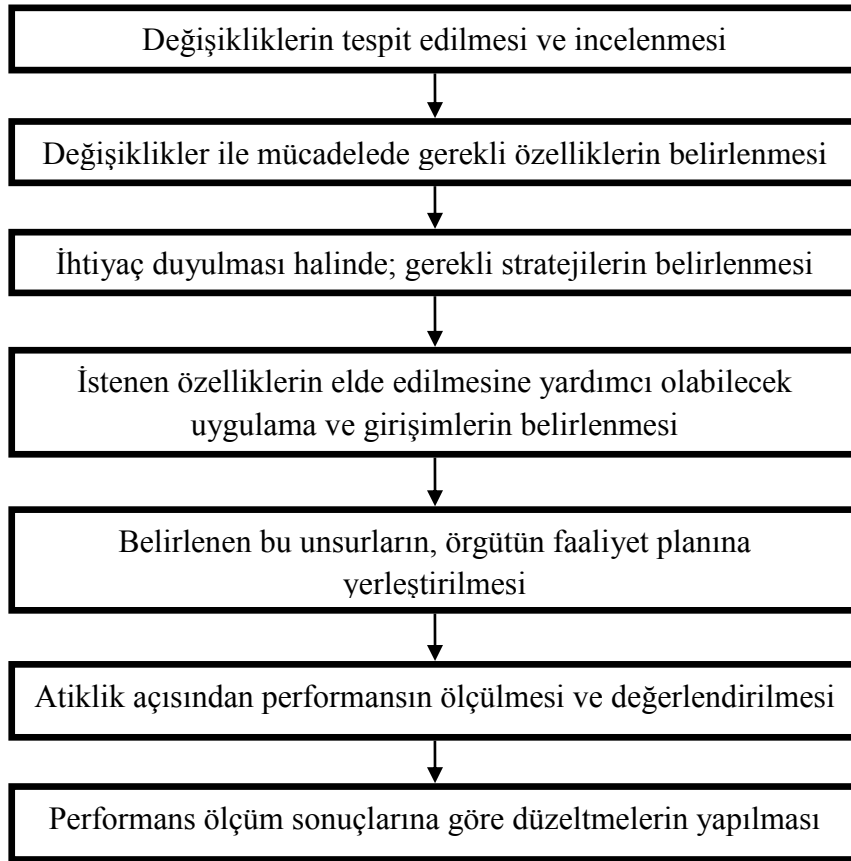 Değişikliklerin tespit edilmesi ve incelenmesi
Değişiklikler ile mücadelede gerekli özelliklerin belirlenmesi
İhtiyaç duyulması halinde; gerekli stratejilerin belirlenmesi
İstenen özelliklerin elde edilmesine yardımcı olabilecek
uygulama ve girişimlerin belirlenmesi
Belirlenen bu unsurların, örgütün faaliyet planına
yerleştirilmesi
Atiklik açısından performansın ölçülmesi ve değerlendirilmesi
Performans ölçüm sonuçlarına göre düzeltmelerin yapılması